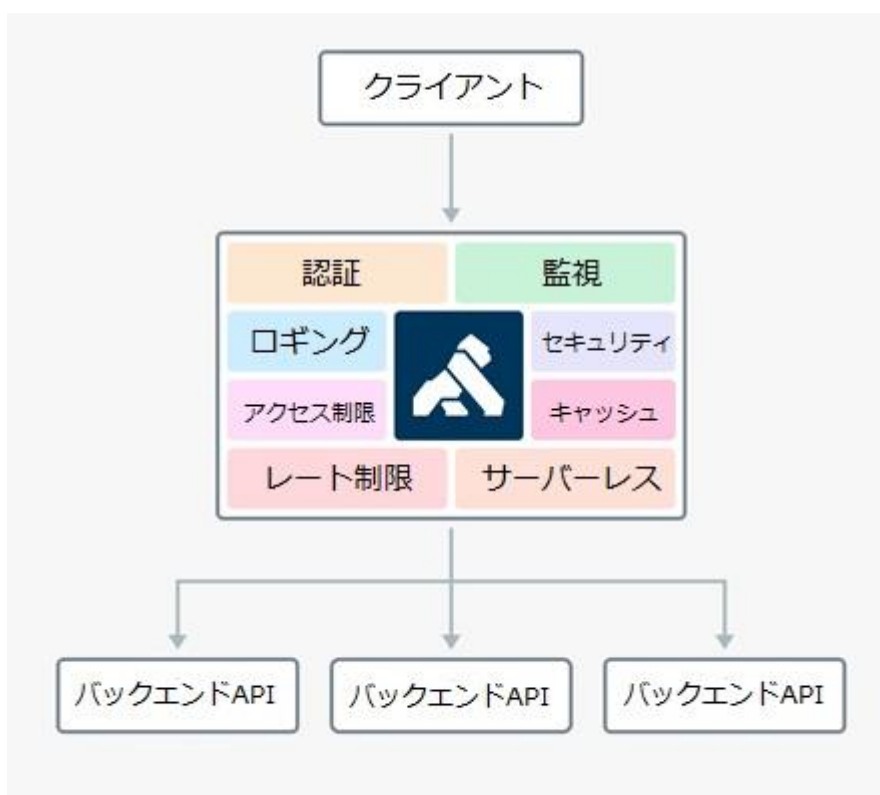 クライアント
認証
監視
ロギング
セキュリティ
アクセス制限
キャッシュ
レート制限
サーバーレス
バックエンドAPI
バックエンドAPI
バックエンドAPI